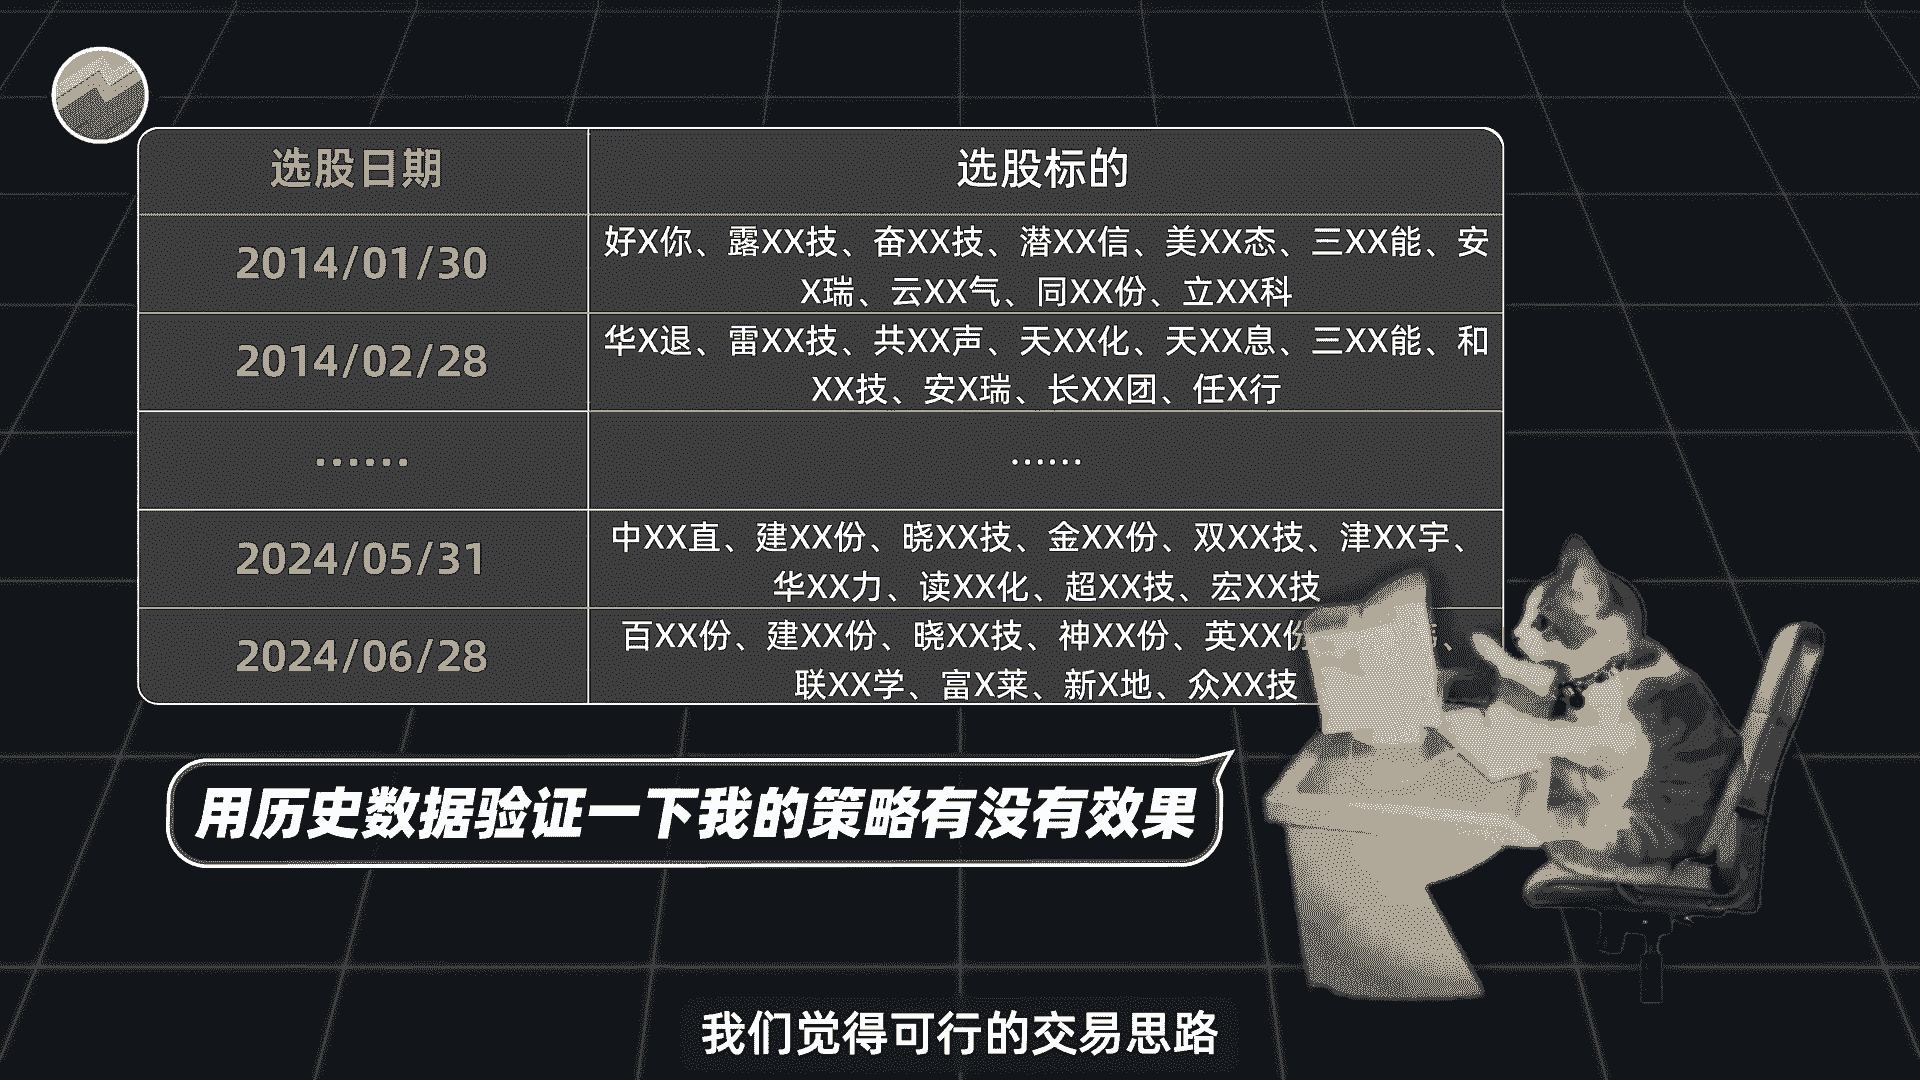 选股日期
选股标的
2014/01/30
好X你、露XX技、奋XX技、潜XX信、美XX态、三XX能、安
X瑞、云XX气、同XX份、立XX科
2014/02/28
华X退、雷XX技、共XX声、天XX化、天XX息、三XX能、和
XX技、安X瑞、长XX团、任X行
……
……
2024/05/31
中XX直、建XX份、晓XX技、金XX份、双XX技、津XX宇、
华XX力、读XX化、超XX技、宏XX技
2024/06/28
百XX份、建XX份、晓XX技、神XX份、英XX份、
联XX学、富X莱、新X地、众XX技
用历史数据验证一下我的策略有没有效果
我们觉得可行的交易思路